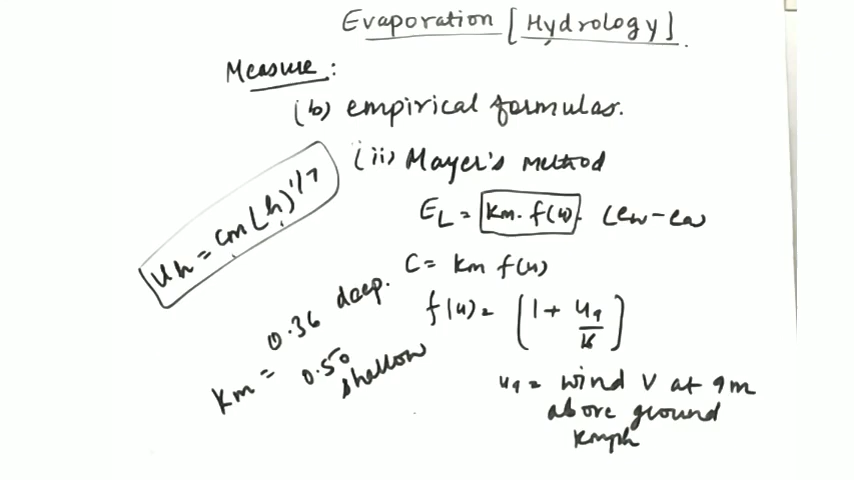 Evaporation [Hydrology].
Measure:
(b) empirical formulas.
(ii) Mayer's method
uh = cm(h)^1/7
EL = Km. f(u). (ew-ea)
C = Km f(u)
f(u) = (1 + u9/16)
Km = 0.36 deep.
0.50 shallow
u9 = wind V at 9m
above ground
kmph